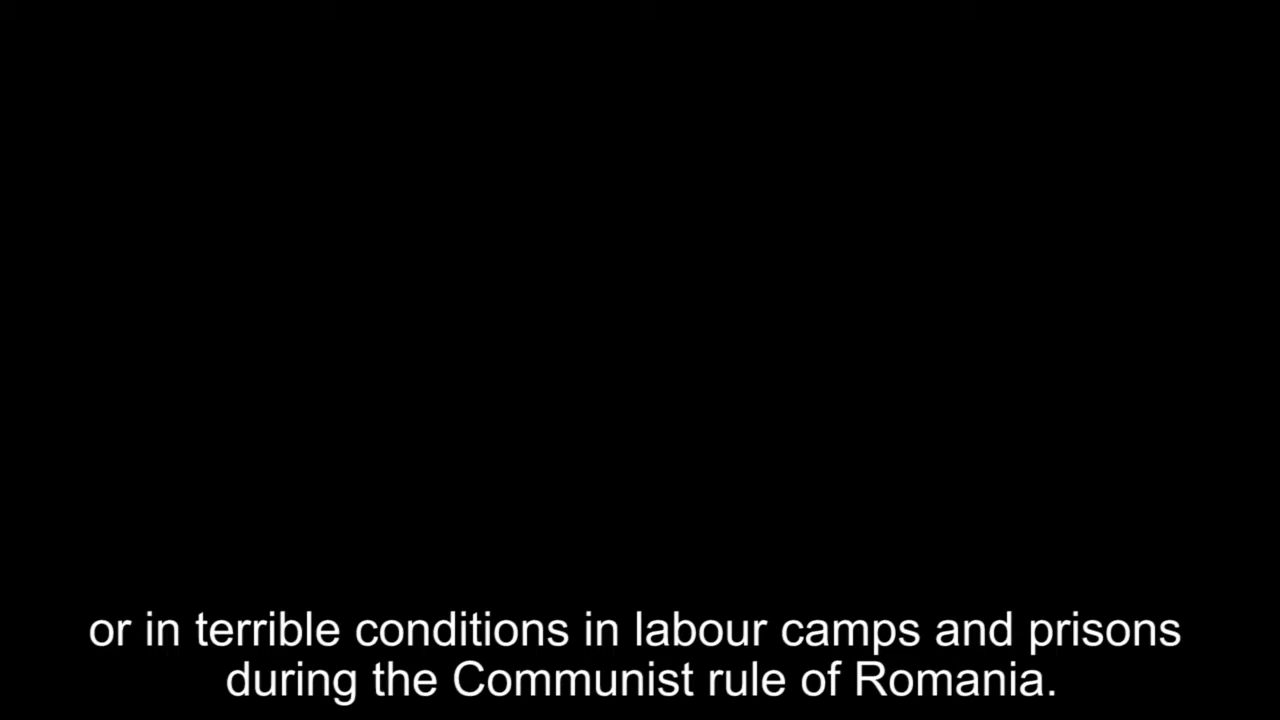 or in terrible conditions in labour camps and prisons
during the Communist rule of Romania.